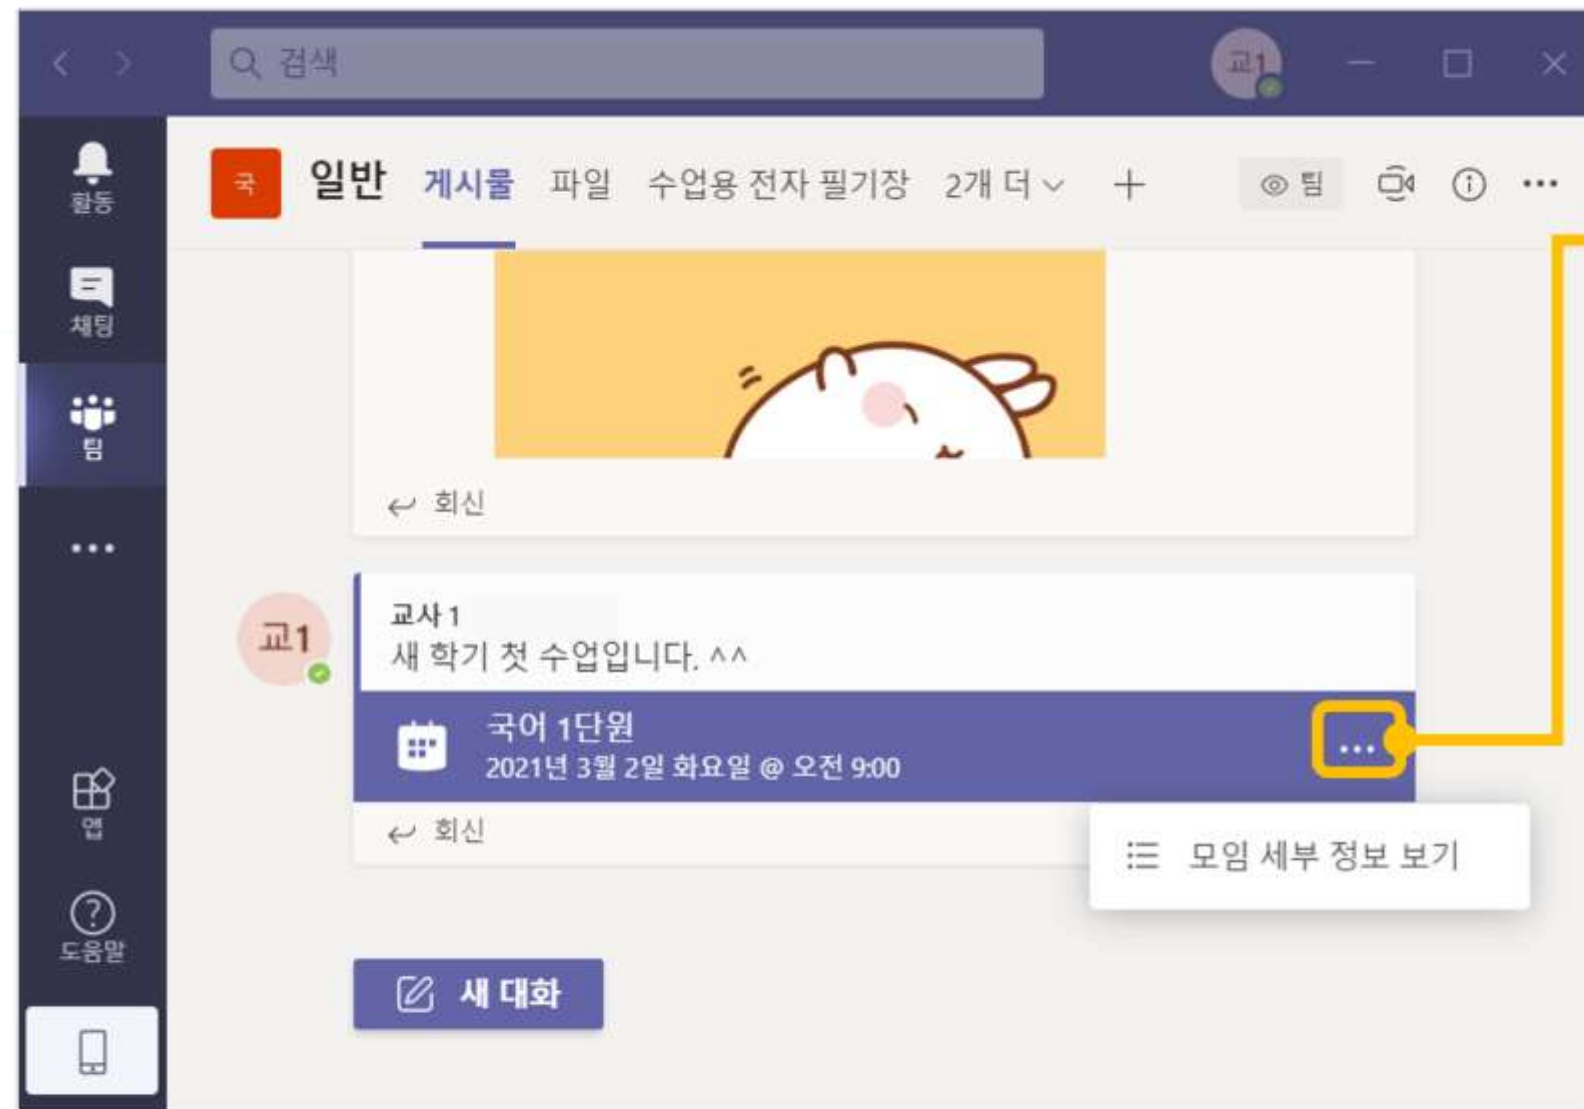 검색
교1
활동
국 일반 게시물 파일 수업용 전자 필기장 2개 더 팀
채팅
팀
회신
교1
교사 1
새 학기 첫 수업입니다. ^^
국어 1단원
2021년 3월 2일 화요일 @ 오전 9:00
회신
모임 세부 정보 보기
앱
도움말
새 대화